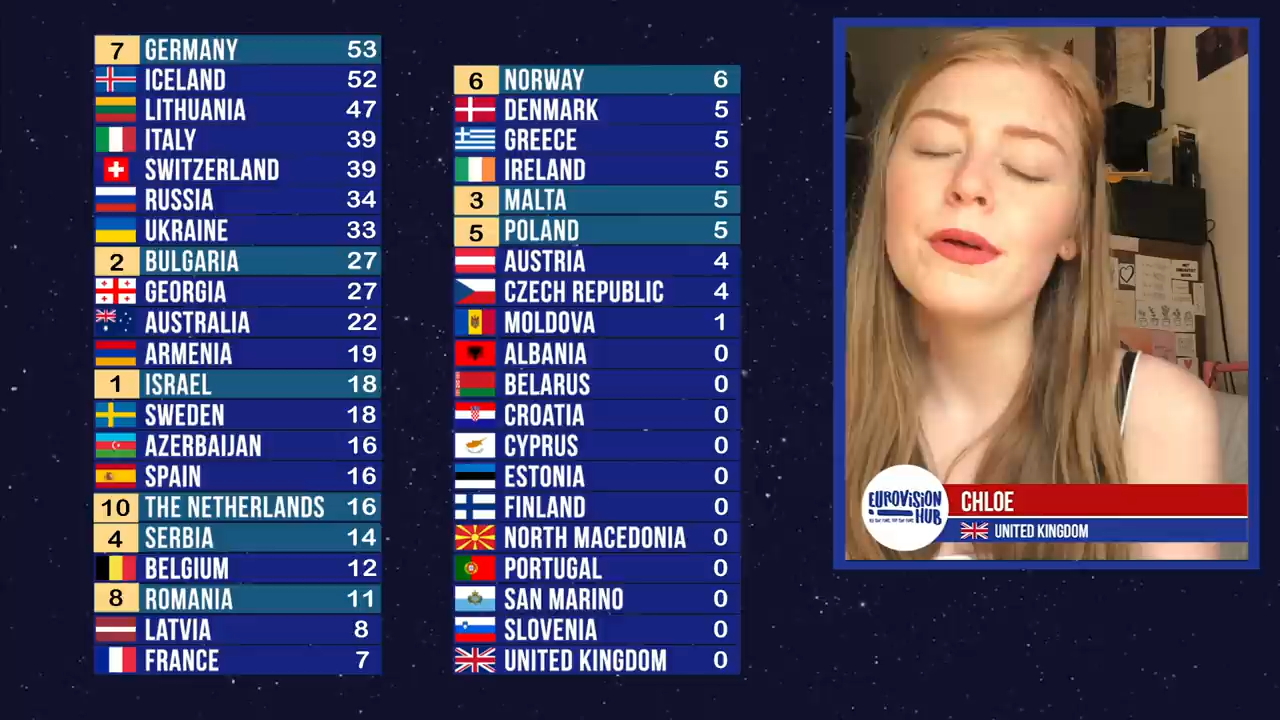 7 GERMANY 53
ICELAND 52
LITHUANIA 47
ITALY 39
SWITZERLAND 39
RUSSIA 34
UKRAINE 33
2 BULGARIA 27
GEORGIA 27
AUSTRALIA 22
ARMENIA 19
1 ISRAEL 18
SWEDEN 18
AZERBAIJAN 16
SPAIN 16
10 THE NETHERLANDS 16
4 SERBIA 14
BELGIUM 12
8 ROMANIA 11
LATVIA 8
FRANCE 7
6 NORWAY 6
DENMARK 5
GREECE 5
IRELAND 5
3 MALTA 5
5 POLAND 5
AUSTRIA 4
CZECH REPUBLIC 4
MOLDOVA 1
ALBANIA 0
BELARUS 0
CROATIA 0
CYPRUS 0
ESTONIA 0
FINLAND 0
NORTH MACEDONIA 0
PORTUGAL 0
SAN MARINO 0
SLOVENIA 0
UNITED KINGDOM 0
EUROVISION
HUB
CHLOE
UNITED KINGDOM